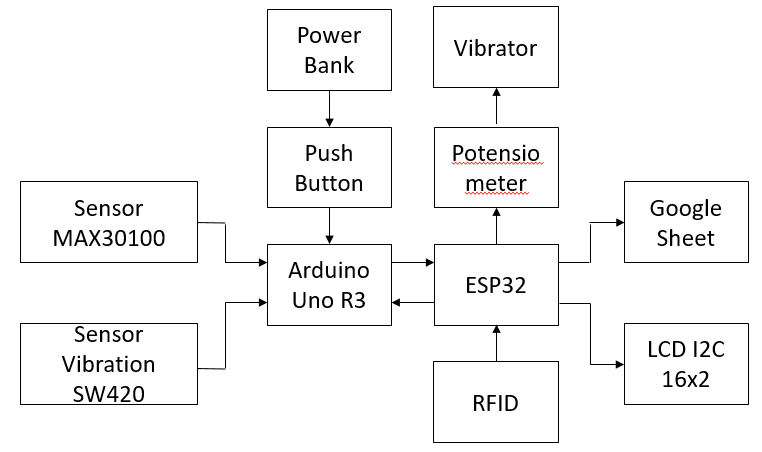 Power
Bank
Vibrator
Push
Button
Potensio
meter
Sensor
MAX30100
Google
Sheet
Arduino
Uno R3
ESP32
Sensor
Vibration
SW420
LCD I2C
16x2
RFID